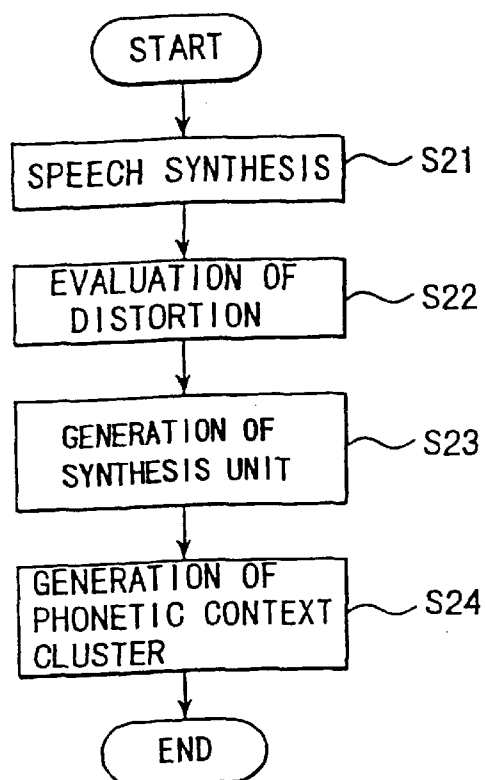 START
SPEECH SYNTHESIS
S21
EVALUATION OF
DISTORTION
S22
GENERATION OF
SYNTHESIS UNIT
S23
GENERATION OF
PHONETIC CONTEXT
CLUSTER
S24
END